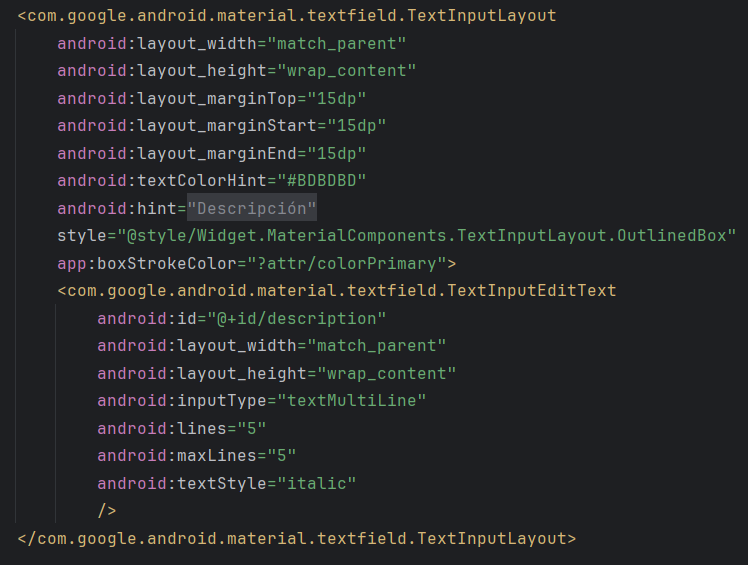 <com.google.android.material.textfield.TextInputLayout
android:layout_width="match_parent"
android:layout_height="wrap_content"
android:layout_marginTop="15dp"
android:layout_marginStart="15dp"
android:layout_marginEnd="15dp"
android:textColorHint="#BDBDBD"
android:hint="Descripción"
style="@style/Widget.MaterialComponents.TextInputLayout.OutlinedBox"
app:boxStrokeColor="?attr/colorPrimary">
<com.google.android.material.textfield.TextInputEditText
android:id="@+id/description"
android:layout_width="match_parent"
android:layout_height="wrap_content"
android:inputType="textMultiLine"
android:lines="5"
android:maxLines="5"
android:textStyle="italic"
/>
</com.google.android.material.textfield.TextInputLayout>